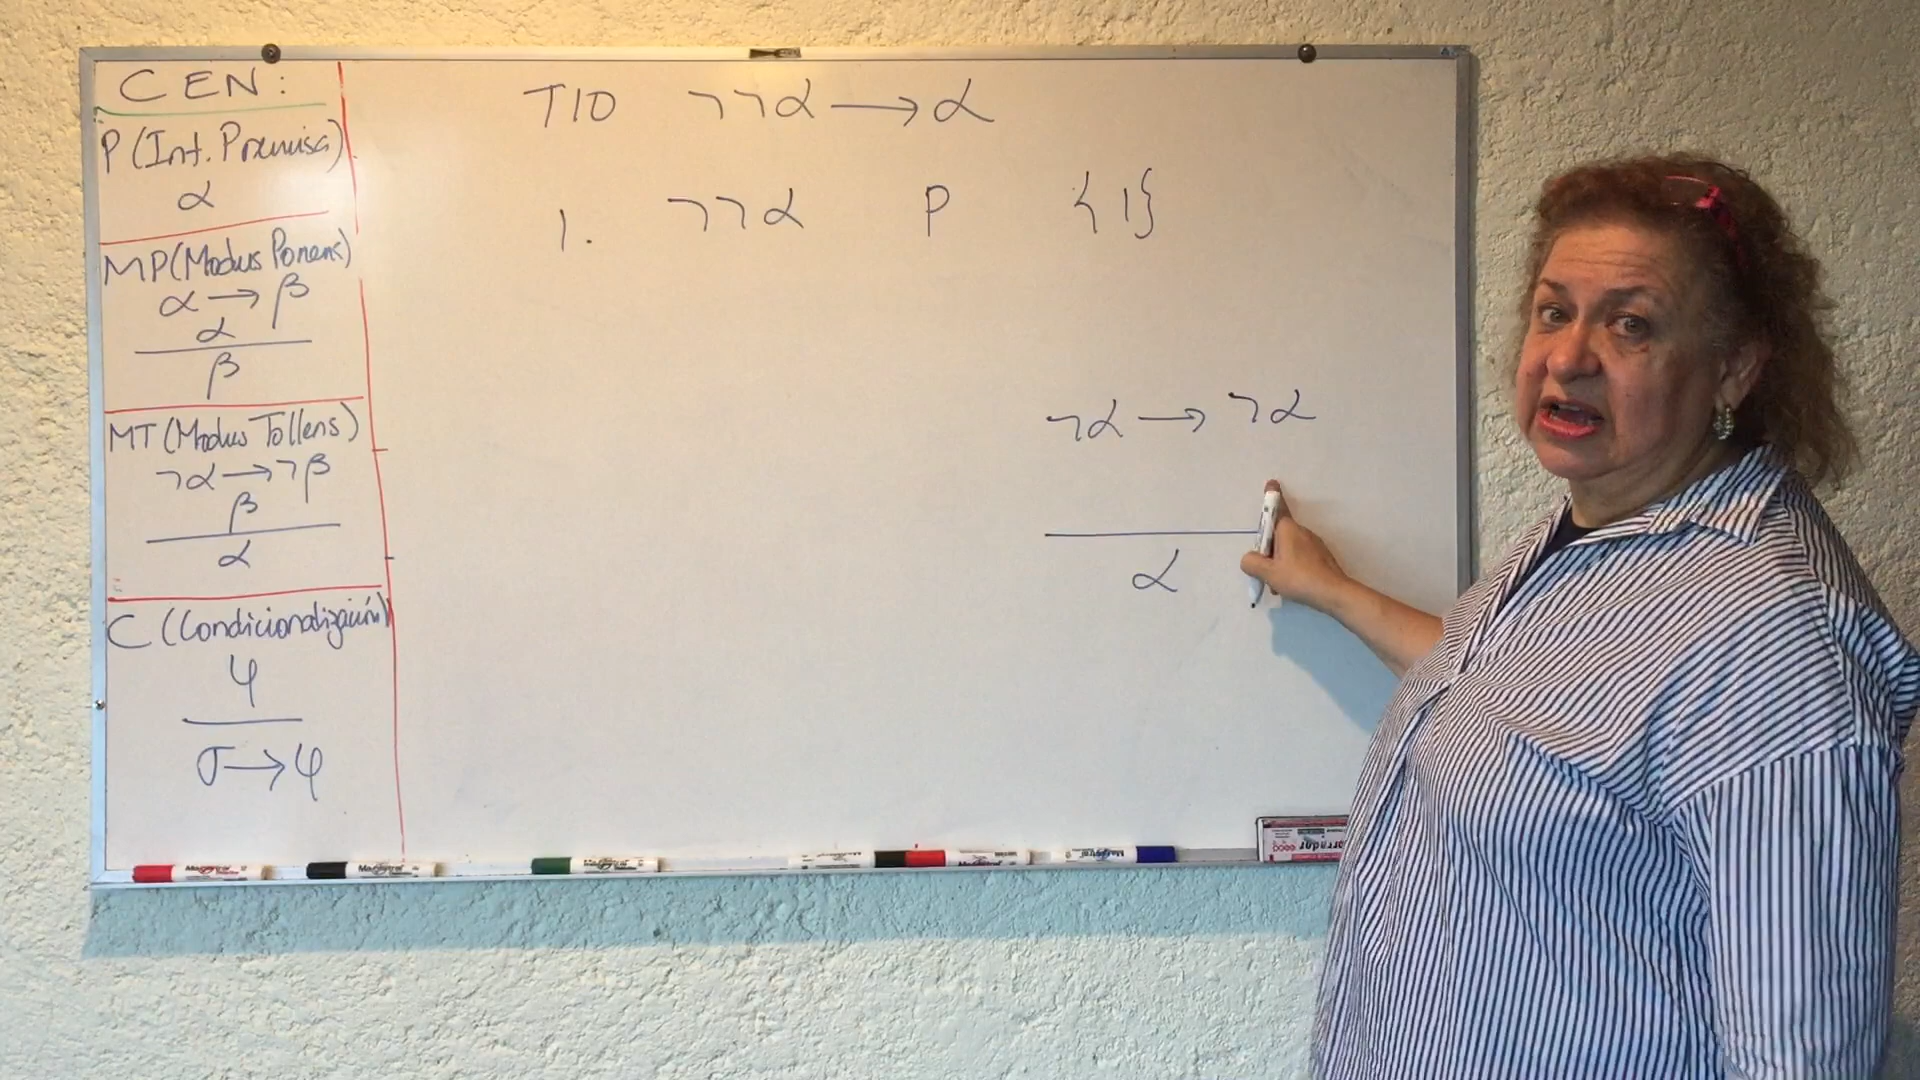 CEN:
P (Int. Premisa)
α
MP (Modus Ponens)
α → β
α
β
MT (Modus Tollens)
¬α → ¬β
β
α
C (Condicionalización)
φ
σ → φ
T10 ¬¬α → α
1. ¬¬α P {1}
¬α → ¬α
α